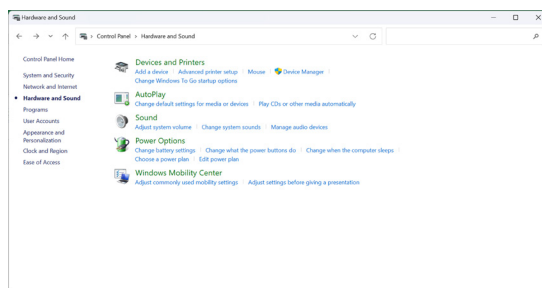 Hardware and Sound
Control Panel > Hardware and Sound
Control Panel Home
System and Security
Network and Internet
Hardware and Sound
Programs
User Accounts
Appearance and
Personalization
Clock and Region
Ease of Access
Devices and Printers
Add a device Advanced printer setup Mouse Device Manager
Change Windows To Go startup options
AutoPlay
Change default settings for media or devices Play CDs or other media automatically
Sound
Adjust system volume Change system sounds Manage audio devices
Power Options
Change battery settings Change what the power buttons do Change when the computer sleeps
Choose a power plan Edit power plan
Windows Mobility Center
Adjust commonly used mobility settings Adjust settings before giving a presentation